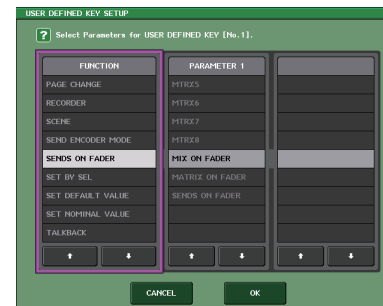 USER DEFINED KEY SETUP
? Select Parameters for USER DEFINED KEY [No.1].
FUNCTION
PAGE CHANGE
RECORDER
SCENE
SEND ENCODER MODE
SENDS ON FADER
SET BY SEL
SET DEFAULT VALUE
SET NOMINAL VALUE
TALKBACK
PARAMETER 1
MTRX5
MTRX6
MTRX7
MTRX8
MIX ON FADER
MATRIX ON FADER
SENDS ON FADER
CANCEL
OK